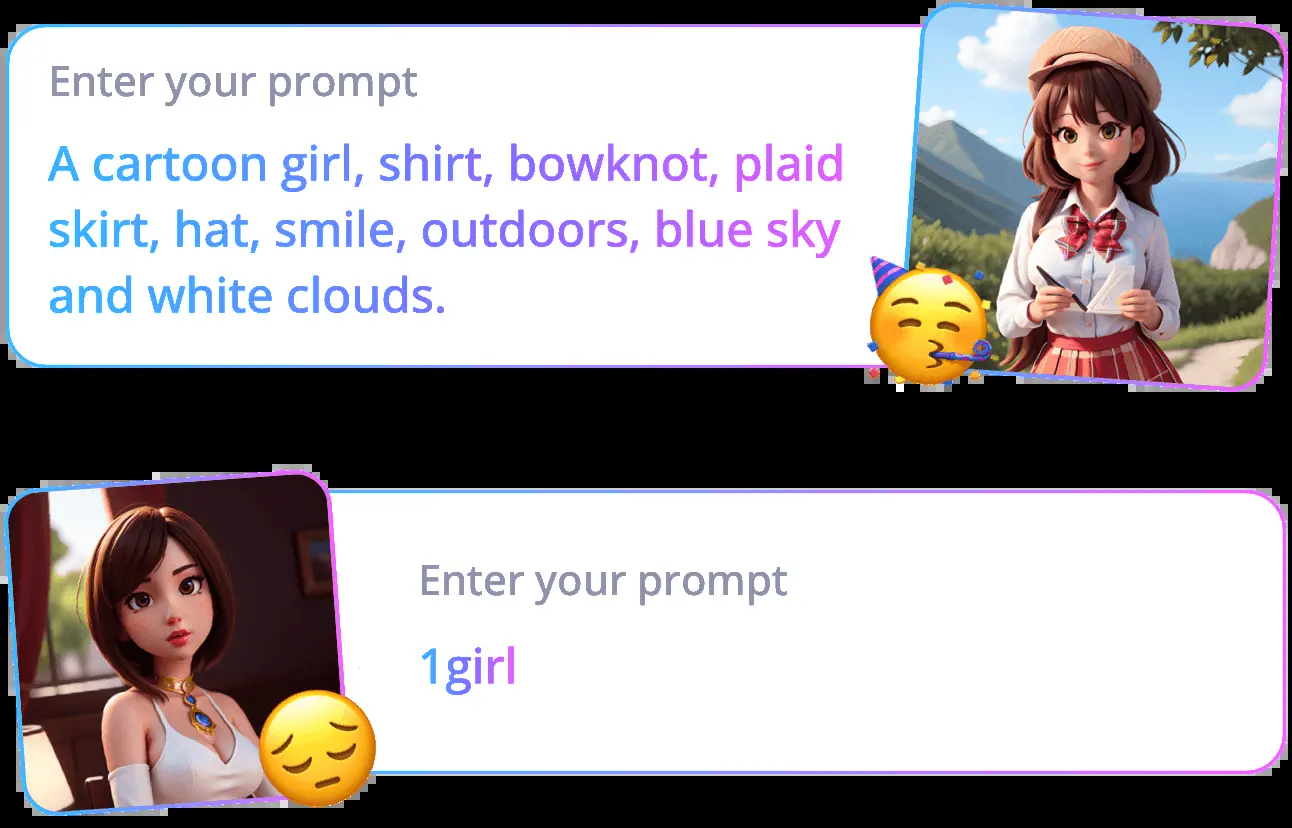 Enter your prompt
A cartoon girl, shirt, bowknot, plaid
skirt, hat, smile, outdoors, blue sky
and white clouds.
Enter your prompt
1girl